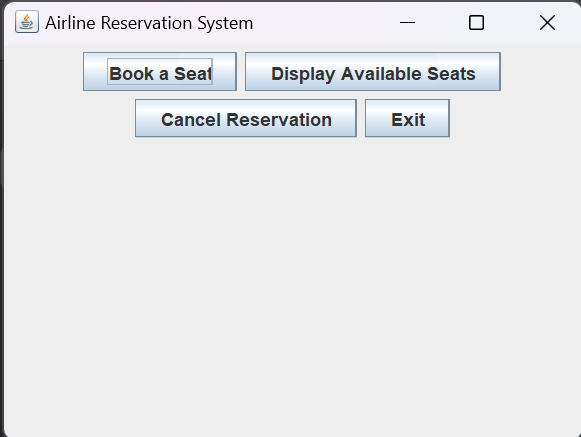 Airline Reservation System
Book a Seat Display Available Seats
Cancel Reservation Exit